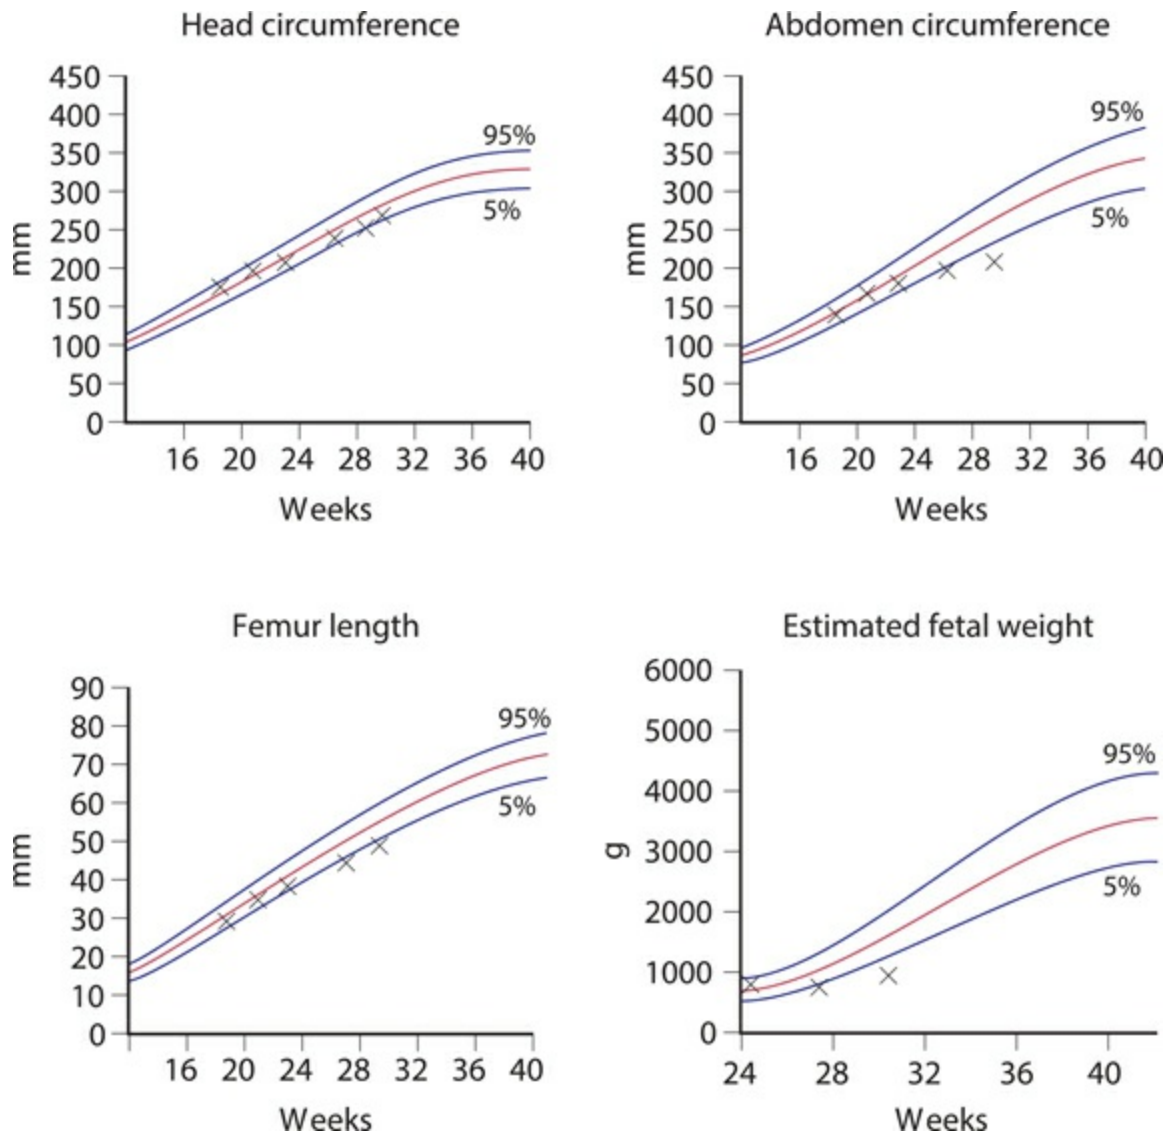 Head circumference
450
400
350
300
250
200
150
100
50
0
mm
95%
5%
16 20 24 28 32 36 40
Weeks
Abdomen circumference
450
400
350
300
250
200
150
100
50
0
mm
95%
5%
16 20 24 28 32 36 40
Weeks
Femur length
90
80
70
60
50
40
30
20
10
0
mm
95%
5%
16 20 24 28 32 36 40
Weeks
Estimated fetal weight
6000
5000
4000
3000
2000
1000
0
g
95%
5%
24 28 32 36 40
Weeks